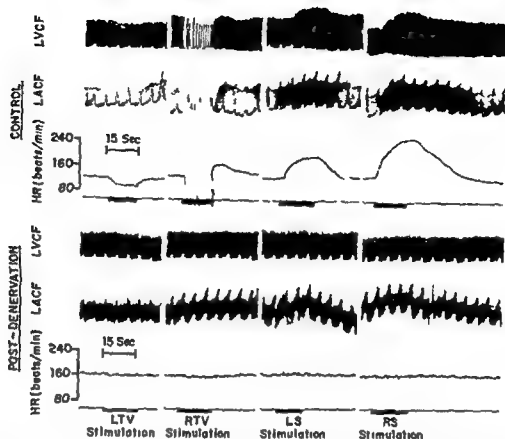 CONTROL
LVCF
LACF
HR (beats/min)
240
160
80
15 Sec
POST-DENERVATION
LVCF
LACF
HR (beats/min)
240
160
80
15 Sec
LTV Stimulation
RTV Stimulation
LS Stimulation
RS Stimulation